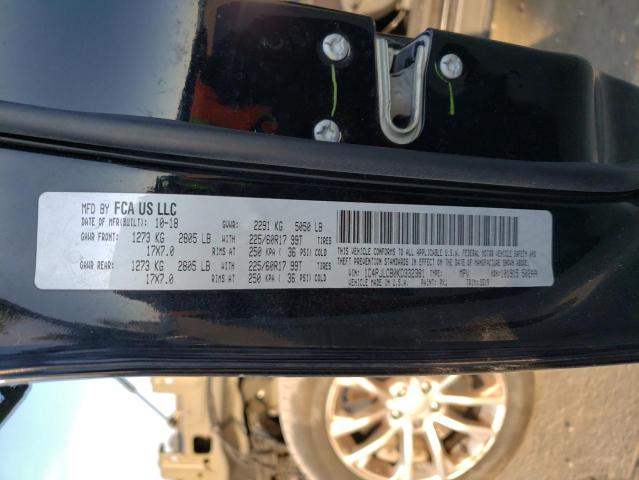 MFD BY FCA US LLC
DATE OF MFR(BUILT): 10-18 GVWR: 2291 KG 5050 LB
GAWR FRONT: 1273 KG 2805 LB WITH 225/60R17 99T TIRES
17X7.0 RIMS AT 250 KPA ( 36 PSI) COLD
GAWR REAR: 1273 KG 2805 LB WITH 225/60R17 99T TIRES
17X7.0 RIMS AT 250 KPA ( 36 PSI) COLD
THIS VEHICLE CONFORMS TO ALL APPLICABLE U.S.A. FEDERAL MOTOR VEHICLE SAFETY AND
THEFT PREVENTION STANDARDS IN EFFECT ON THE DATE OF MANUFACTURE SHOWN ABOVE.
VIN: TYPE: MPV
VEHICLE MADE IN U.S.A. PAINT: TRIM: